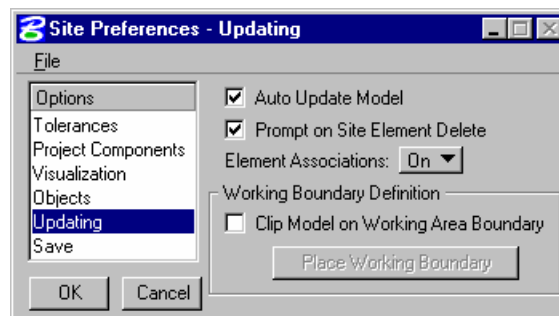 Site Preferences - Updating
File
Options
Tolerances
Project Components
Visualization
Objects
Updating
Save
Auto Update Model
Prompt on Site Element Delete
Element Associations: On
Working Boundary Definition
Clip Model on Working Area Boundary
Place Working Boundary
OK
Cancel